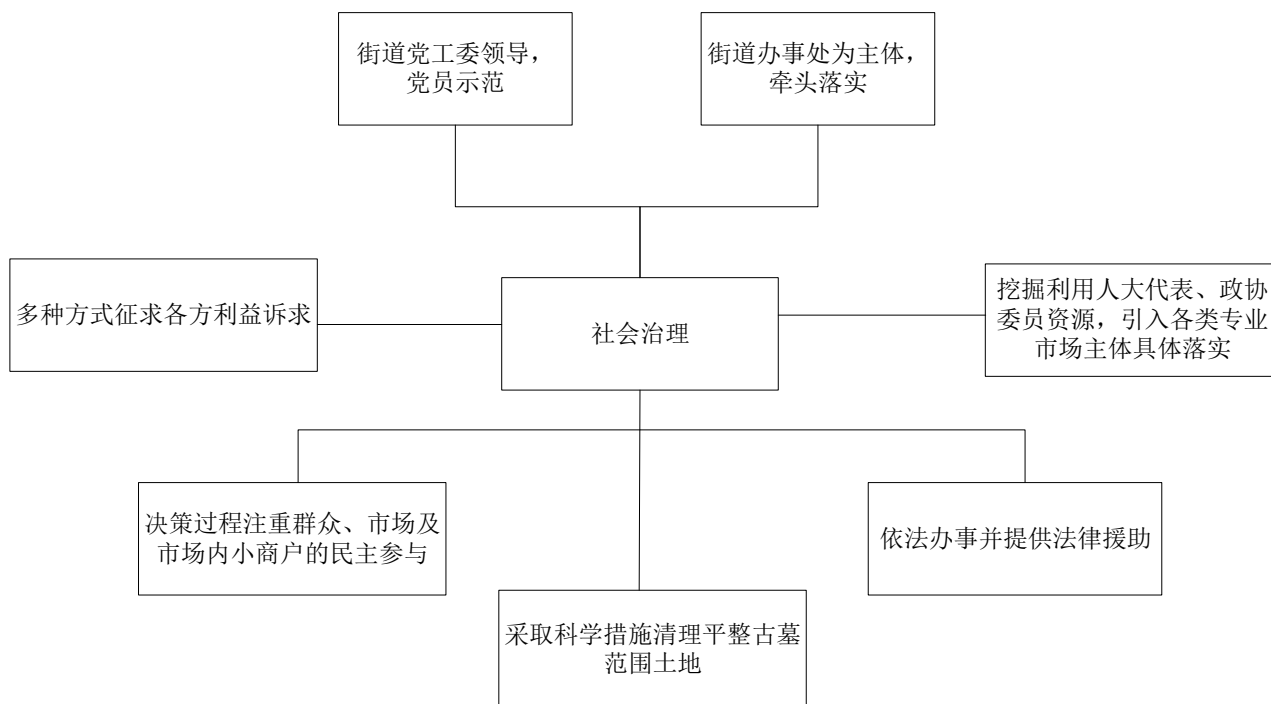 街道党工委领导，
党员示范
街道办事处为主体，
牵头落实
多种方式征求各方利益诉求
社会治理
挖掘利用人大代表、政协
委员资源，引入各类专业
市场主体具体落实
决策过程注重群众、市场及
市场内小商户的民主参与
依法办事并提供法律援助
采取科学措施清理平整古墓
范围土地